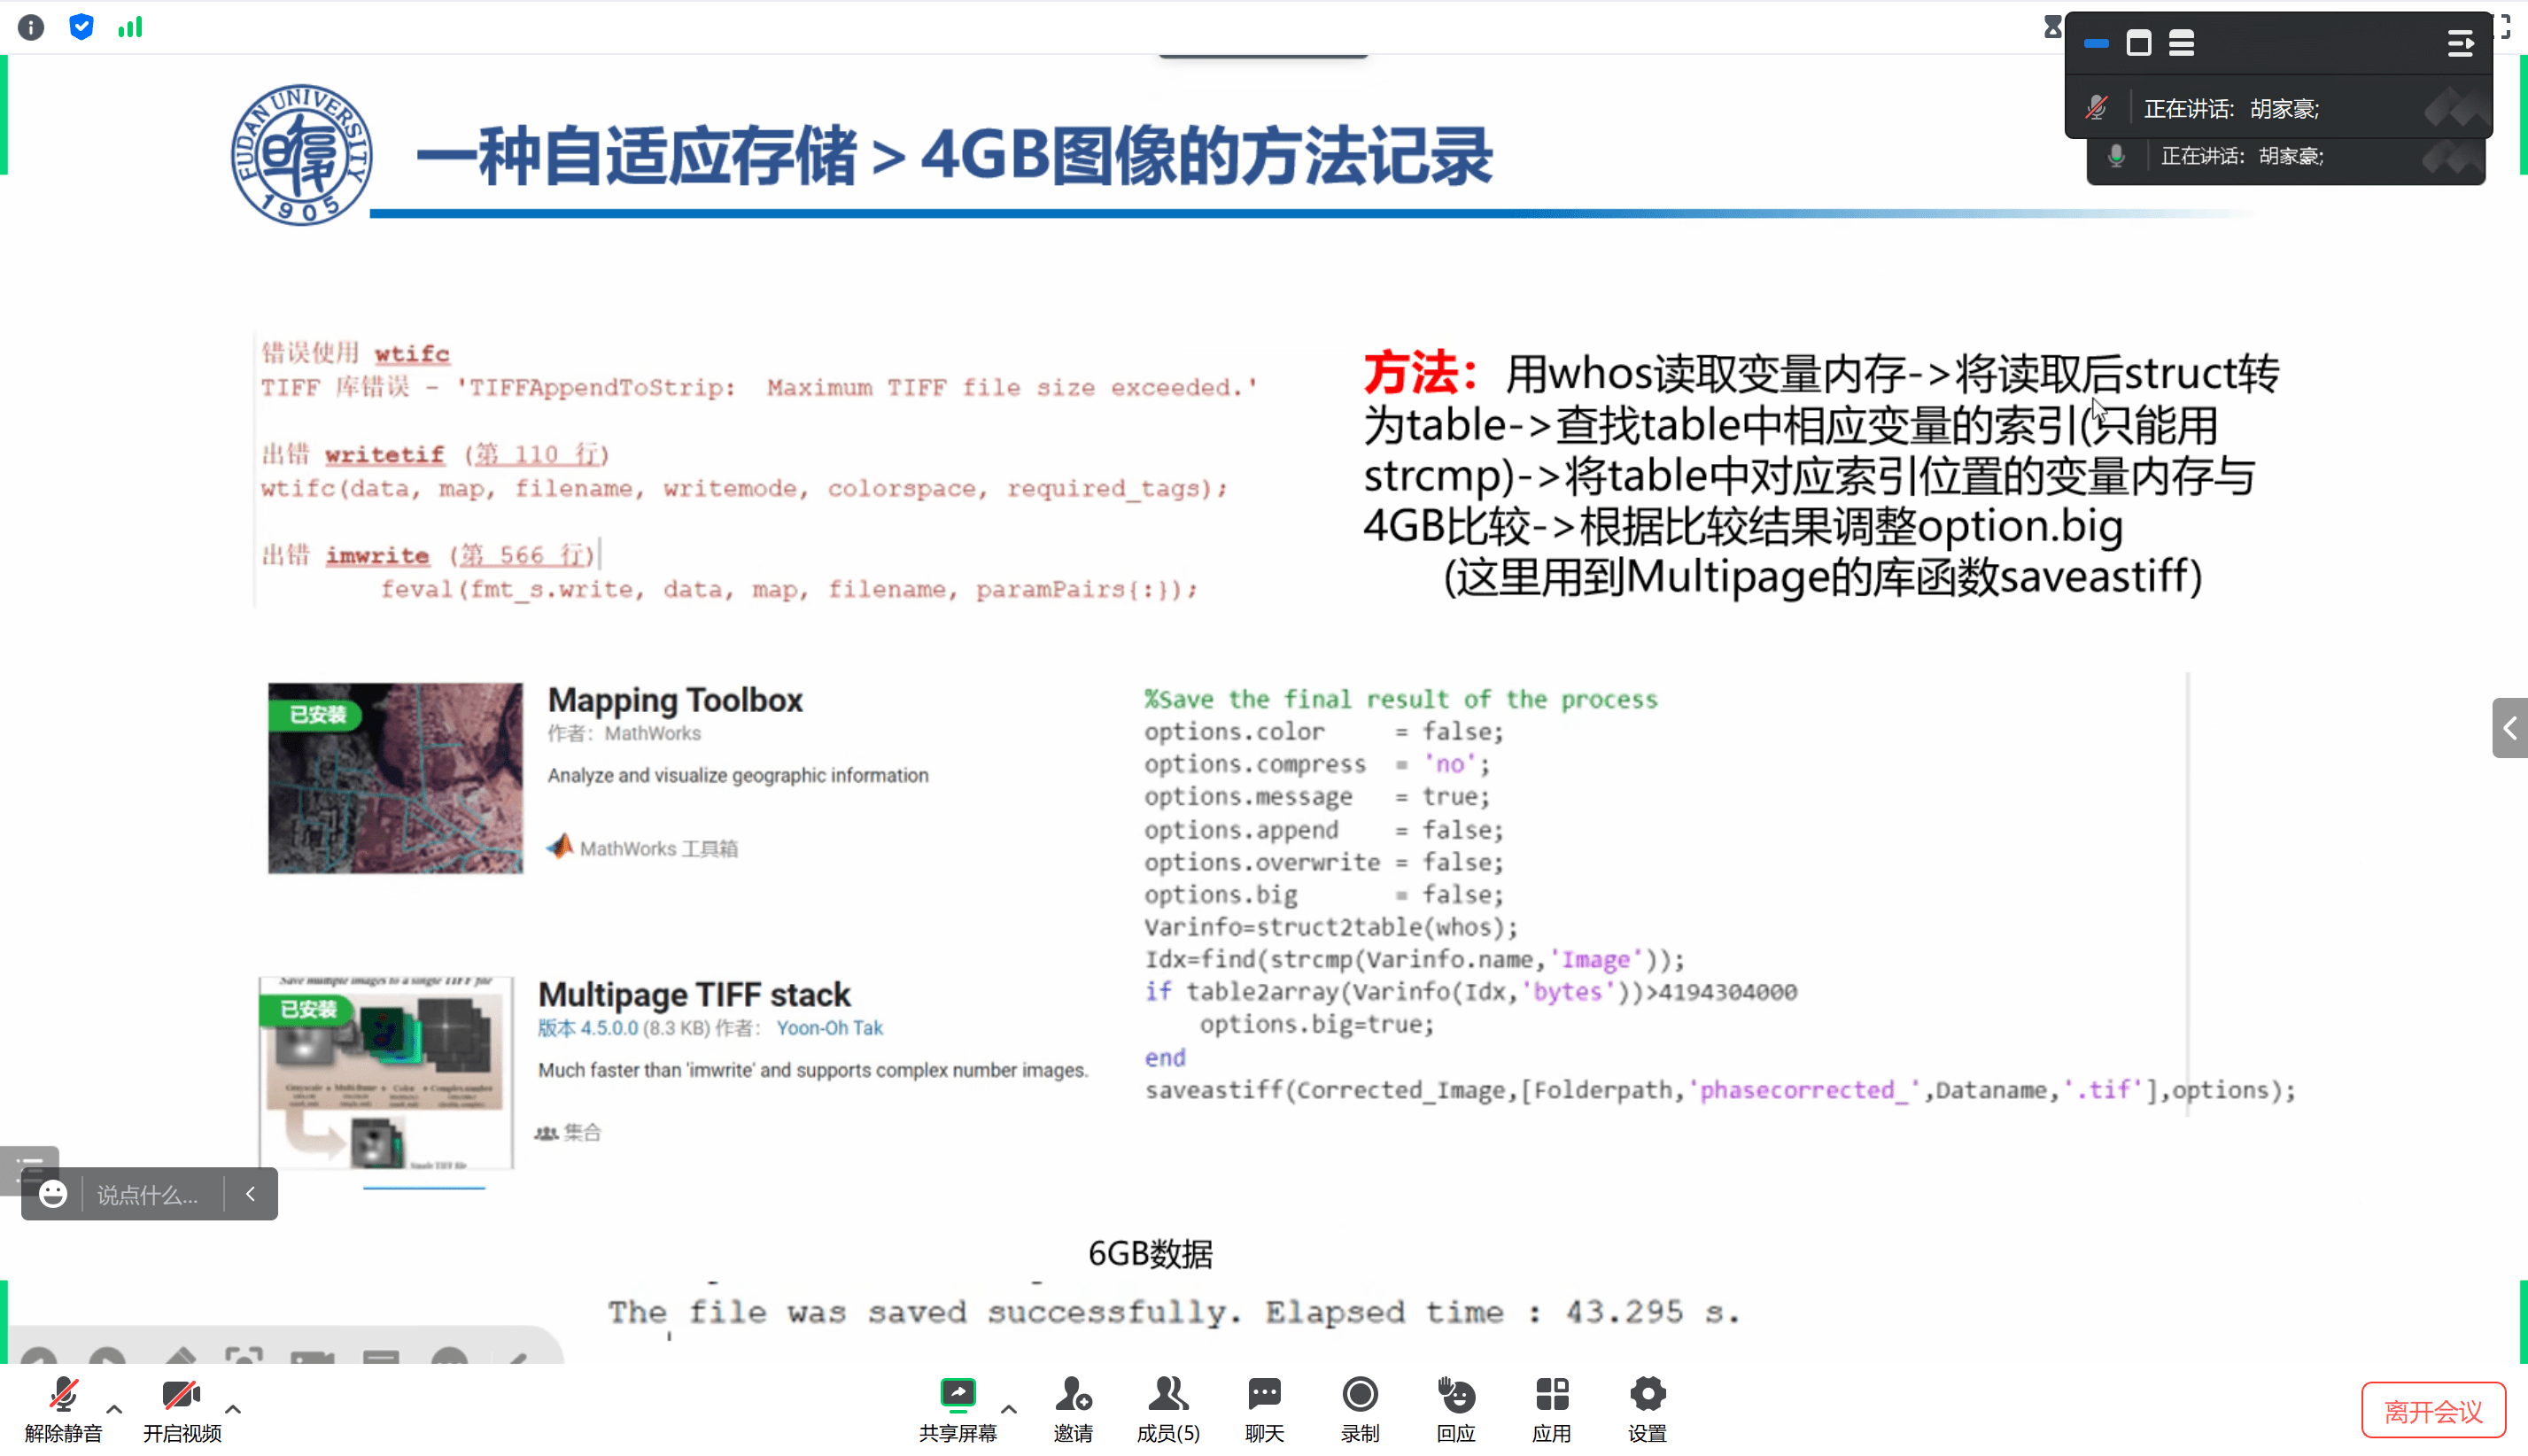 正在讲话: 胡家豪;
正在讲话: 胡家豪;
FUDAN UNIVERSITY
1905
一种自适应存储 > 4GB图像的方法记录
错误使用 wtifc
TIFF 库错误 - 'TIFFAppendToStrip:  Maximum TIFF file size exceeded.'
出错 writetif (第 110 行)
wtifc(data, map, filename, writemode, colorspace, required_tags);
出错 imwrite (第 566 行)
feval(fmt_s.write, data, map, filename, paramPairs{:});
方法：用whos读取变量内存->将读取后struct转
为table->查找table中相应变量的索引(只能用
strcmp)->将table中对应索引位置的变量内存与
4GB比较->根据比较结果调整option.big
(这里用到Multipage的库函数saveastiff)
已安装
Mapping Toolbox
作者：MathWorks
Analyze and visualize geographic information
MathWorks 工具箱
Save multiple images to a single TIFF file
已安装
Multipage TIFF stack
版本 4.5.0.0 (8.3 KB) 作者： Yoon-Oh Tak
Much faster than 'imwrite' and supports complex number images.
集合
%Save the final result of the process
options.color     = false;
options.compress  = 'no';
options.message   = true;
options.append    = false;
options.overwrite = false;
options.big       = false;
Varinfo=struct2table(whos);
Idx=find(strcmp(Varinfo.name,'Image'));
if table2array(Varinfo(Idx,'bytes'))>4194304000
options.big=true;
end
saveastiff(Corrected_Image,[Folderpath,'phasecorrected_',Dataname,'.tif'],options);
说点什么...
6GB数据
The file was saved successfully. Elapsed time : 43.295 s.
解除静音
开启视频
共享屏幕
邀请
成员(5)
聊天
录制
回应
应用
设置
离开会议